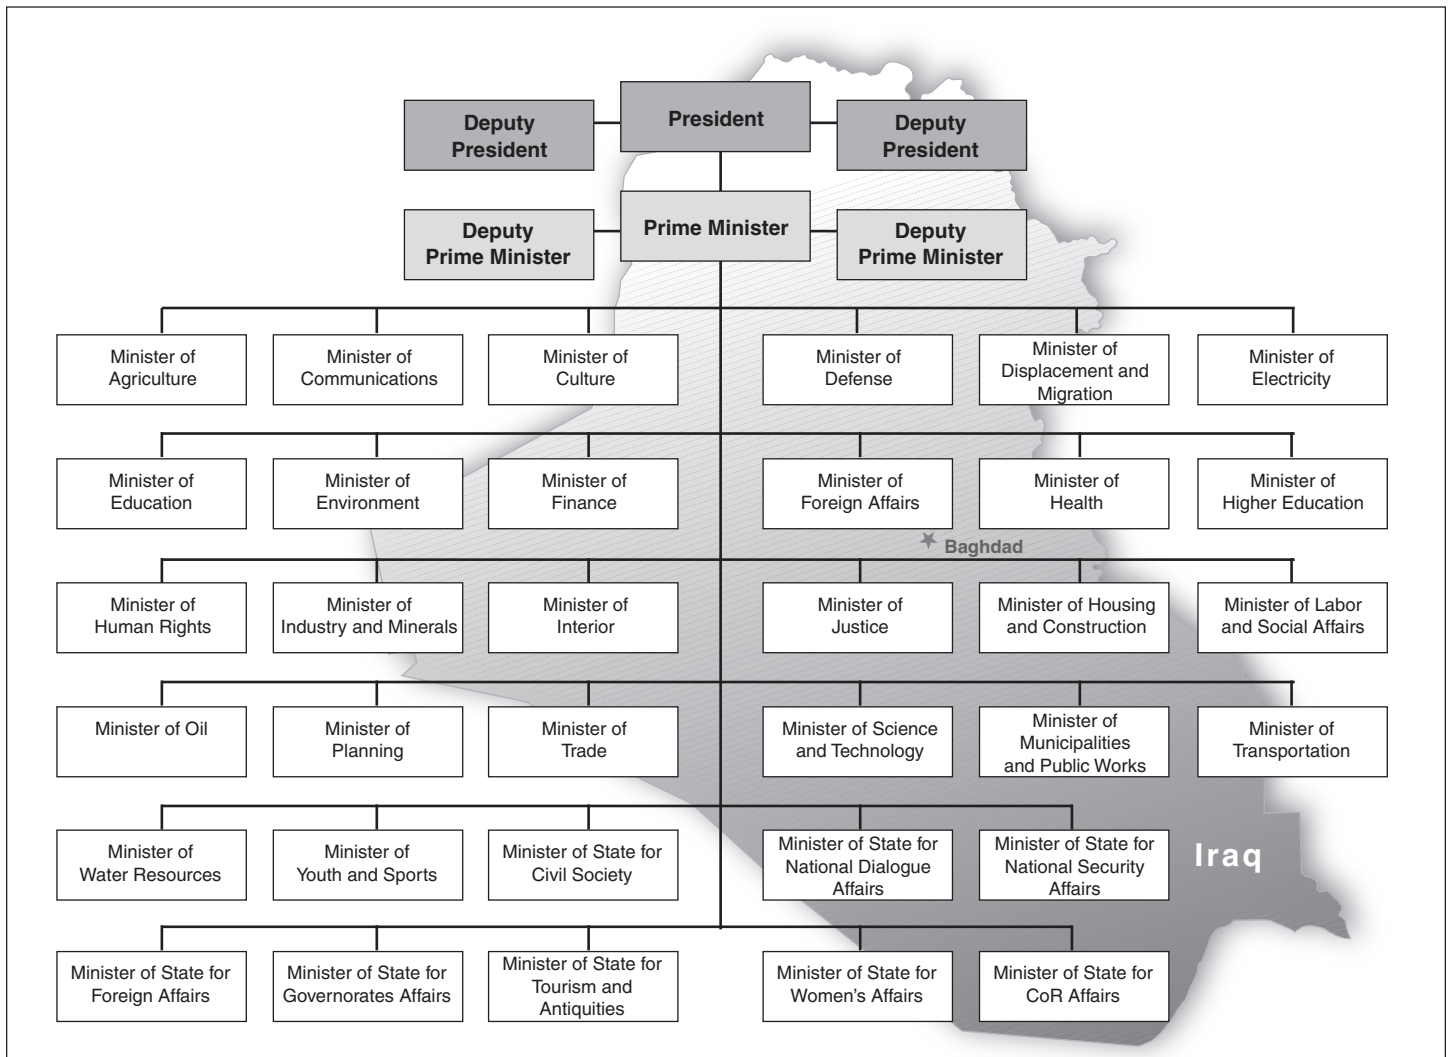 President
Deputy
President
Deputy
President
Prime Minister
Deputy
Prime Minister
Deputy
Prime Minister
Minister of
Agriculture
Minister of
Communications
Minister of
Culture
Minister of
Defense
Minister of
Displacement and
Migration
Minister of
Electricity
Minister of
Education
Minister of
Environment
Minister of
Finance
Minister of
Foreign Affairs
Minister of
Health
Minister of
Higher Education
Baghdad
Minister of
Human Rights
Minister of
Industry and Minerals
Minister of
Interior
Minister of
Justice
Minister of Housing
and Construction
Minister of Labor
and Social Affairs
Minister of Oil
Minister of
Planning
Minister of
Trade
Minister of Science
and Technology
Minister of
Municipalities
and Public Works
Minister of
Transportation
Minister of
Water Resources
Minister of
Youth and Sports
Minister of State for
Civil Society
Minister of State for
National Dialogue
Affairs
Minister of State for
National Security
Affairs
Iraq
Minister of State for
Foreign Affairs
Minister of State for
Governorates Affairs
Minister of State for
Tourism and
Antiquities
Minister of State for
Women's Affairs
Minister of State for
CoR Affairs